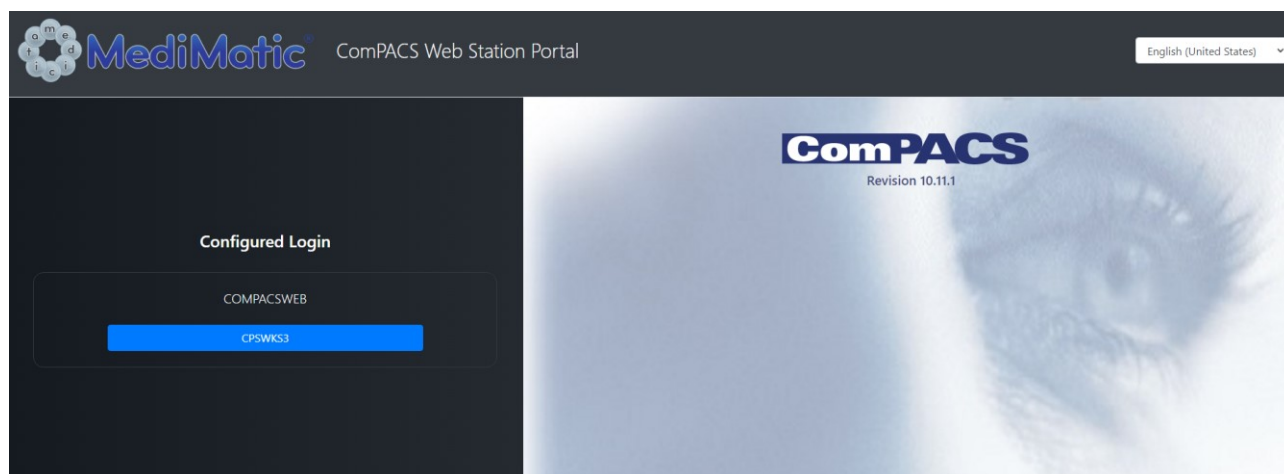 MediMatic® ComPACS Web Station Portal
English (United States)
ComPACS
Revision 10.11.1
Configured Login
COMPACSWEB
CPSWKS3